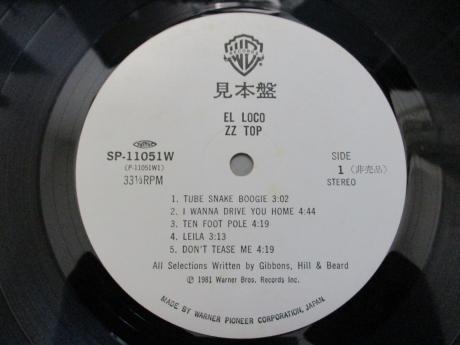 WB
RECORDS
見本盤
EL LOCO
ZZ TOP
SP-11051W
(P-11051W1)
33⅓RPM
SIDE
1 (非売品)
STEREO
1. TUBE SNAKE BOOGIE 3:02
2. I WANNA DRIVE YOU HOME 4:44
3. TEN FOOT POLE 4:19
4. LEILA 3:13
5. DON'T TEASE ME 4:19
All Selections Written by Gibbons, Hill & Beard
℗ 1981 Warner Bros. Records Inc.
MADE BY WARNER PIONEER CORPORATION, JAPAN.